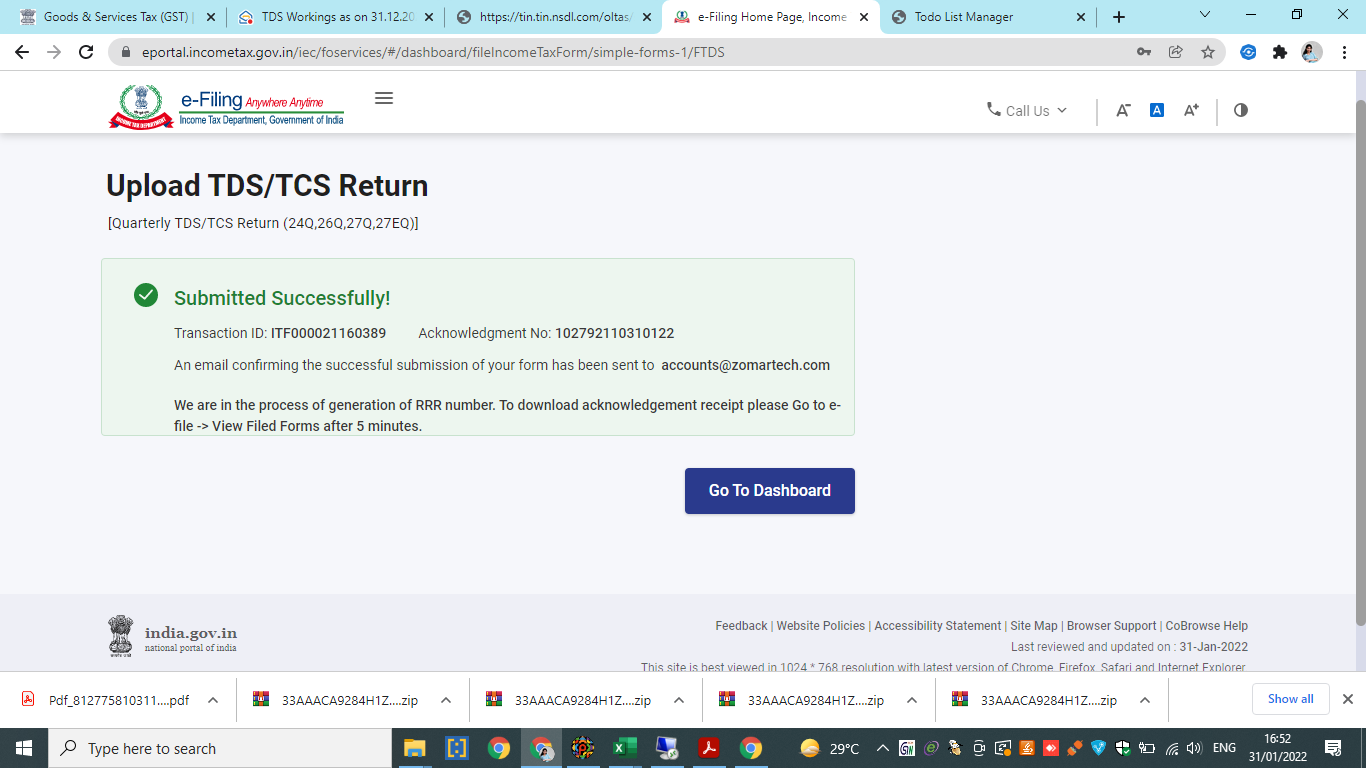 Goods & Services Tax (GST) |
TDS Workings as on 31.12.20
https://tin.tin.nsdl.com/oltas/
e-Filing Home Page, Income
Todo List Manager
eportal.incometax.gov.in/iec/foservices/#/dashboard/fileIncomeTaxForm/simple-forms-1/FTDS
e-Filing Anywhere Anytime
Income Tax Department, Government of India
INCOME TAX DEPARTMENT
Call Us
A- A A+
Upload TDS/TCS Return
[Quarterly TDS/TCS Return (24Q,26Q,27Q,27EQ)]
Submitted Successfully!
Transaction ID: ITF000021160389 Acknowledgment No: 102792110310122
An email confirming the successful submission of your form has been sent to accounts@zomartech.com
We are in the process of generation of RRR number. To download acknowledgement receipt please Go to e-
file -> View Filed Forms after 5 minutes.
Go To Dashboard
india.gov.in
national portal of india
Feedback | Website Policies | Accessibility Statement | Site Map | Browser Support | CoBrowse Help
Last reviewed and updated on : 31-Jan-2022
This site is best viewed in 1024 * 768 resolution with latest version of Chrome, Firefox, Safari and Internet Explorer
Pdf_812775810311....pdf
33AAACA9284H1Z....zip
33AAACA9284H1Z....zip
33AAACA9284H1Z....zip
33AAACA9284H1Z....zip
Show all
Type here to search
29°C
ENG
16:52
31/01/2022